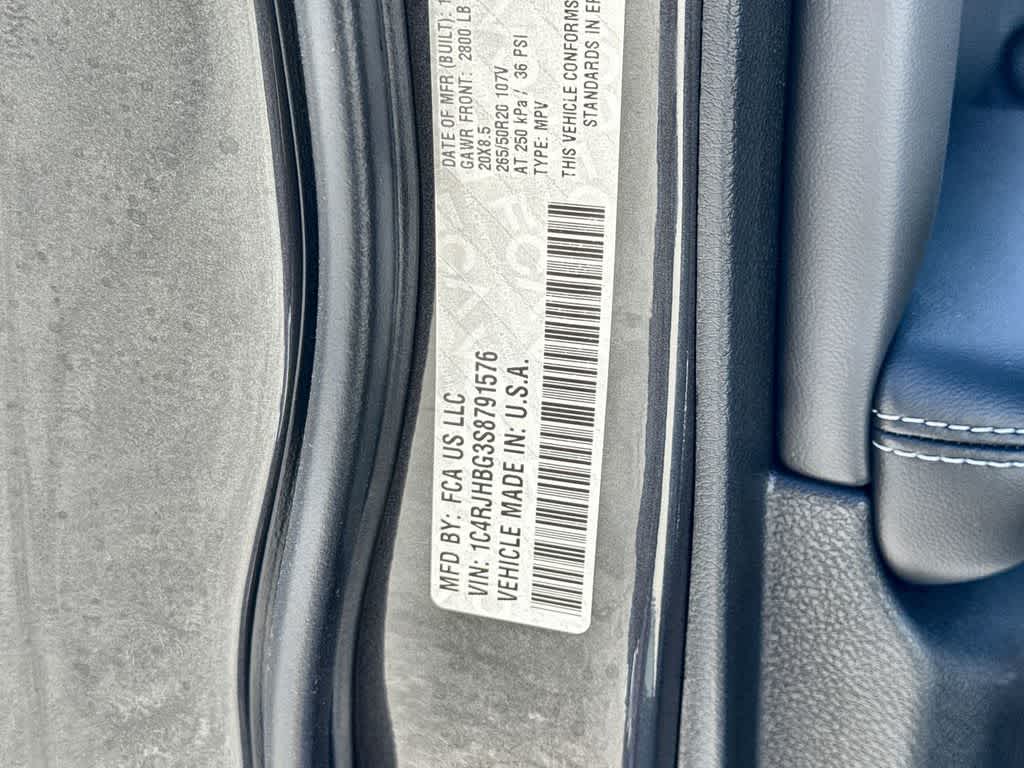 MFD BY: FCA US LLC
VIN: 1C4RJHBG3S8791576
VEHICLE MADE IN: U.S.A.
DATE OF MFR (BUILT):
GAWR FRONT: 2800 LB
20X8.5
265/50R20 107V
AT 250 kPa / 36 PSI
TYPE: MPV
THIS VEHICLE CONFORMS
STANDARDS IN